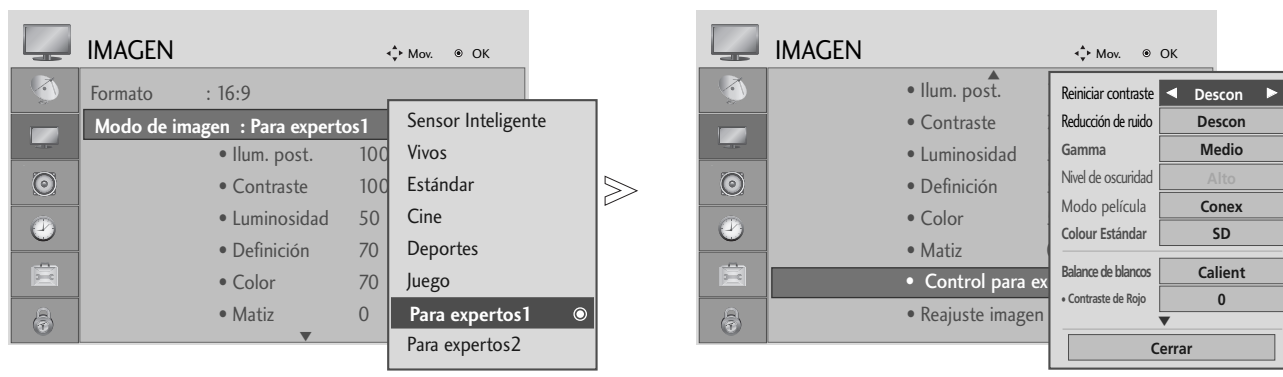 IMAGEN
Mov. OK
Formato : 16:9
Modo de imagen : Para expertos1
• Ilum. post. 100
• Contraste 100
• Luminosidad 50
• Definición 70
• Color 70
• Matiz 0
Sensor Inteligente
Vivos
Estándar
Cine
Deportes
Juego
Para expertos1
Para expertos2
IMAGEN
Mov. OK
• Ilum. post.
• Contraste
• Luminosidad
• Definición
• Color
• Matiz
• Control para ex
• Reajuste imagen
Reiniciar contraste Descon
Reducción de ruido Descon
Gamma Medio
Nivel de oscuridad Alto
Modo película Conex
Colour Estándar SD
Balance de blancos Calient
• Contraste de Rojo 0
Cerrar